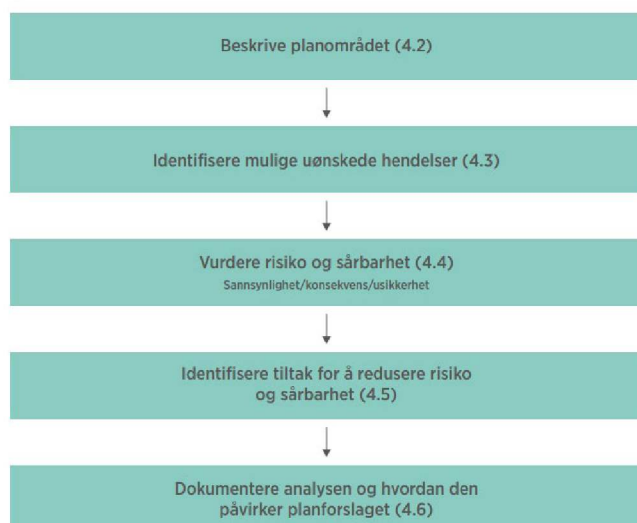 Beskrive planområdet (4.2)
Identifisere mulige uønskede hendelser (4.3)
Vurdere risiko og sårbarhet (4.4)
Sannsynlighet/konsekvens/usikkerhet
Identifisere tiltak for å redusere risiko
og sårbarhet (4.5)
Dokumentere analysen og hvordan den
påvirker planforslaget (4.6)